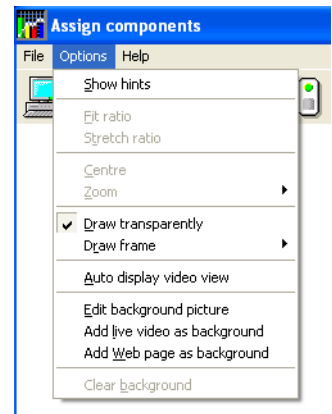 Assign components
File Options Help
Show hints
Fit ratio
Stretch ratio
Centre
Zoom
Draw transparently
Draw frame
Auto display video view
Edit background picture
Add live video as background
Add Web page as background
Clear background